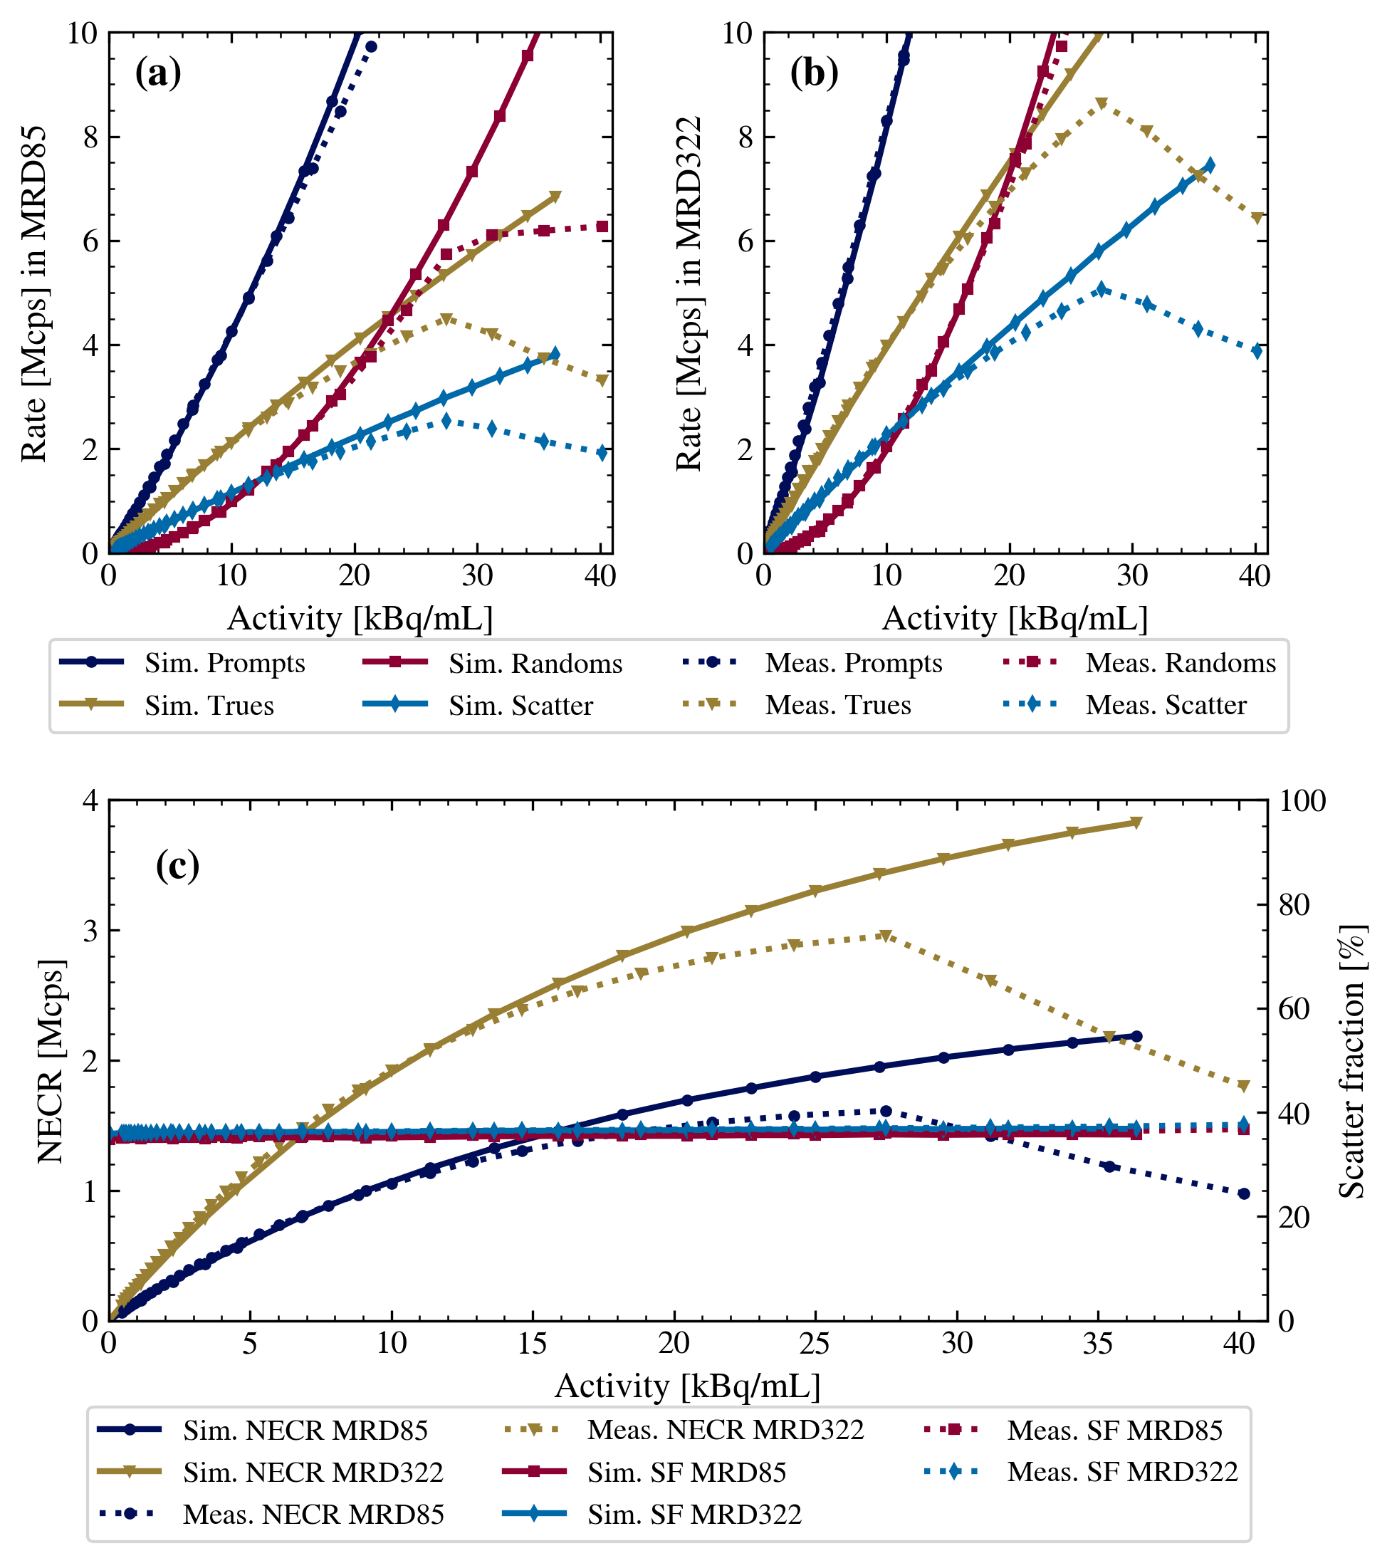 (a)
Rate [Mcps] in MRD85
10
8
6
4
2
0
0 10 20 30 40
Activity [kBq/mL]
(b)
Rate [Mcps] in MRD322
10
8
6
4
2
0
0 10 20 30 40
Activity [kBq/mL]
Sim. Prompts Sim. Randoms Meas. Prompts Meas. Randoms
Sim. Trues Sim. Scatter Meas. Trues Meas. Scatter
(c)
NECR [Mcps]
4
3
2
1
0
0 5 10 15 20 25 30 35 40
Activity [kBq/mL]
100
80
60
40
20
0
Scatter fraction [%]
Sim. NECR MRD85 Meas. NECR MRD322 Meas. SF MRD85
Sim. NECR MRD322 Sim. SF MRD85 Meas. SF MRD322
Meas. NECR MRD85 Sim. SF MRD322